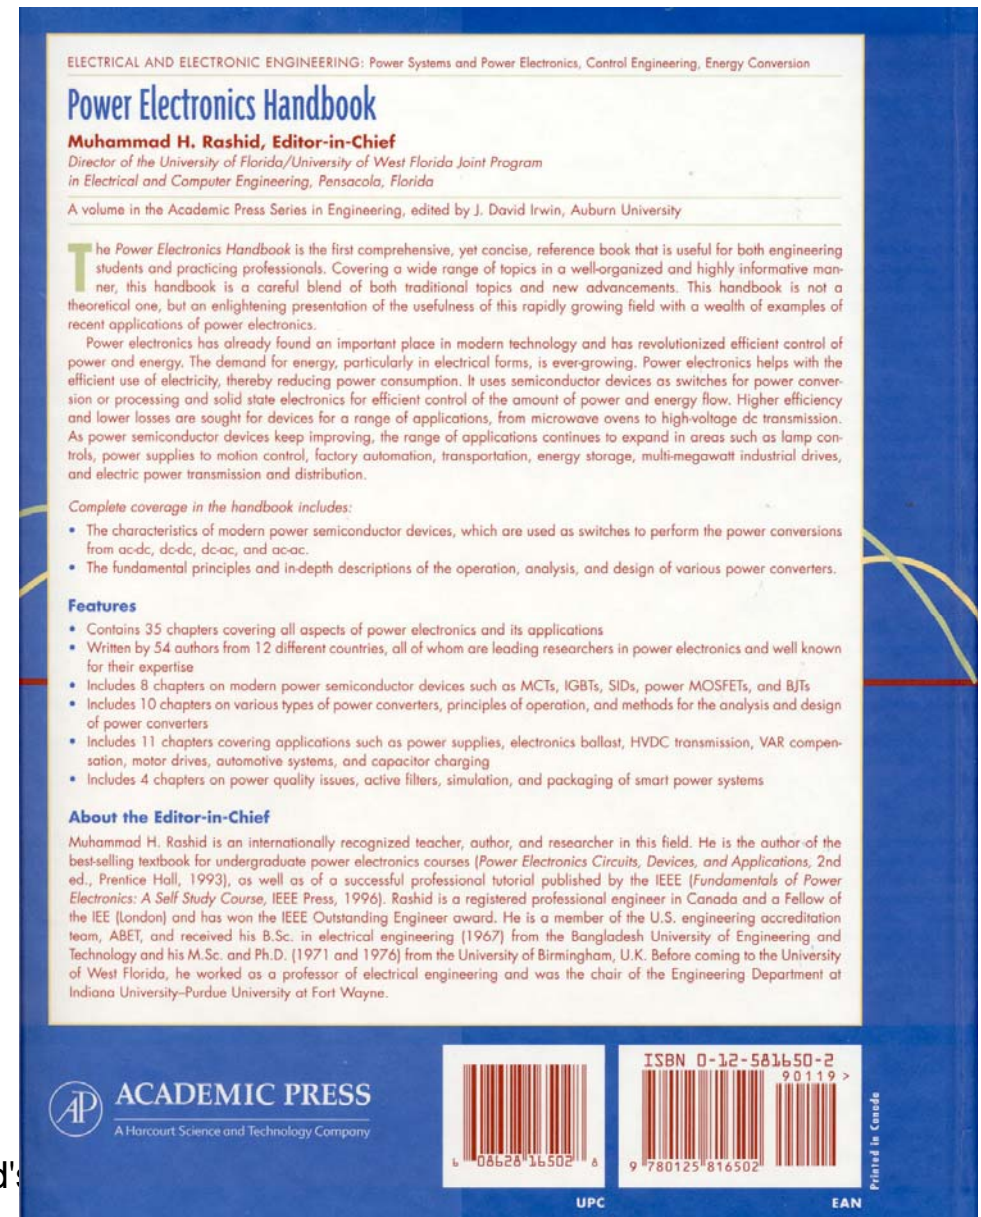 ELECTRICAL AND ELECTRONIC ENGINEERING: Power Systems and Power Electronics, Control Engineering, Energy Conversion
Power Electronics Handbook
Muhammad H. Rashid, Editor-in-Chief
Director of the University of Florida/University of West Florida Joint Program
in Electrical and Computer Engineering, Pensacola, Florida
A volume in the Academic Press Series in Engineering, edited by J. David Irwin, Auburn University
The Power Electronics Handbook is the first comprehensive, yet concise, reference book that is useful for both engineering
students and practicing professionals. Covering a wide range of topics in a well-organized and highly informative man-
ner, this handbook is a careful blend of both traditional topics and new advancements. This handbook is not a
theoretical one, but an enlightening presentation of the usefulness of this rapidly growing field with a wealth of examples of
recent applications of power electronics.
Power electronics has already found an important place in modern technology and has revolutionized efficient control of
power and energy. The demand for energy, particularly in electrical forms, is ever-growing. Power electronics helps with the
efficient use of electricity, thereby reducing power consumption. It uses semiconductor devices as switches for power conver-
sion or processing and solid state electronics for efficient control of the amount of power and energy flow. Higher efficiency
and lower losses are sought for devices for a range of applications, from microwave ovens to high-voltage dc transmission.
As power semiconductor devices keep improving, the range of applications continues to expand in areas such as lamp con-
trols, power supplies to motion control, factory automation, transportation, energy storage, multi-megawatt industrial drives,
and electric power transmission and distribution.
Complete coverage in the handbook includes:
• The characteristics of modern power semiconductor devices, which are used as switches to perform the power conversions
from ac-dc, dc-dc, dc-ac, and ac-ac.
• The fundamental principles and in-depth descriptions of the operation, analysis, and design of various power converters.
Features
• Contains 35 chapters covering all aspects of power electronics and its applications
• Written by 54 authors from 12 different countries, all of whom are leading researchers in power electronics and well known
for their expertise
• Includes 8 chapters on modern power semiconductor devices such as MCTs, IGBTs, SIDs, power MOSFETs, and BJTs
• Includes 10 chapters on various types of power converters, principles of operation, and methods for the analysis and design
of power converters
• Includes 11 chapters covering applications such as power supplies, electronics ballast, HVDC transmission, VAR compen-
sation, motor drives, automotive systems, and capacitor charging
• Includes 4 chapters on power quality issues, active filters, simulation, and packaging of smart power systems
About the Editor-in-Chief
Muhammad H. Rashid is an internationally recognized teacher, author, and researcher in this field. He is the author of the
best-selling textbook for undergraduate power electronics courses (Power Electronics Circuits, Devices, and Applications, 2nd
ed., Prentice Hall, 1993), as well as of a successful professional tutorial published by the IEEE (Fundamentals of Power
Electronics: A Self Study Course, IEEE Press, 1996). Rashid is a registered professional engineer in Canada and a Fellow of
the IEE (London) and has won the IEEE Outstanding Engineer award. He is a member of the U.S. engineering accreditation
team, ABET, and received his B.Sc. in electrical engineering (1967) from the Bangladesh University of Engineering and
Technology and his M.Sc. and Ph.D. (1971 and 1976) from the University of Birmingham, U.K. Before coming to the University
of West Florida, he worked as a professor of electrical engineering and was the chair of the Engineering Department at
Indiana University–Purdue University at Fort Wayne.
AP
ACADEMIC PRESS
A Harcourt Science and Technology Company
6 08628 16502 8
UPC
ISBN 0-12-581650-2
90119 >
9 780125 816502
EAN
Printed in Canada